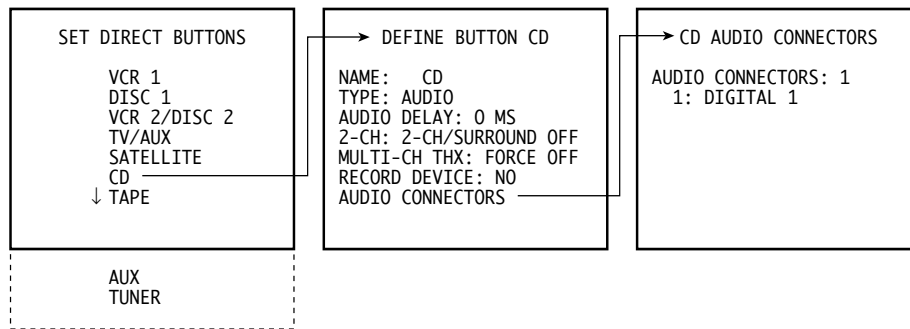 SET DIRECT BUTTONS
VCR 1
DISC 1
VCR 2/DISC 2
TV/AUX
SATELLITE
CD
↓ TAPE
AUX
TUNER
DEFINE BUTTON CD
NAME: CD
TYPE: AUDIO
AUDIO DELAY: 0 MS
2-CH: 2-CH/SURROUND OFF
MULTI-CH THX: FORCE OFF
RECORD DEVICE: NO
AUDIO CONNECTORS
CD AUDIO CONNECTORS
AUDIO CONNECTORS: 1
1: DIGITAL 1